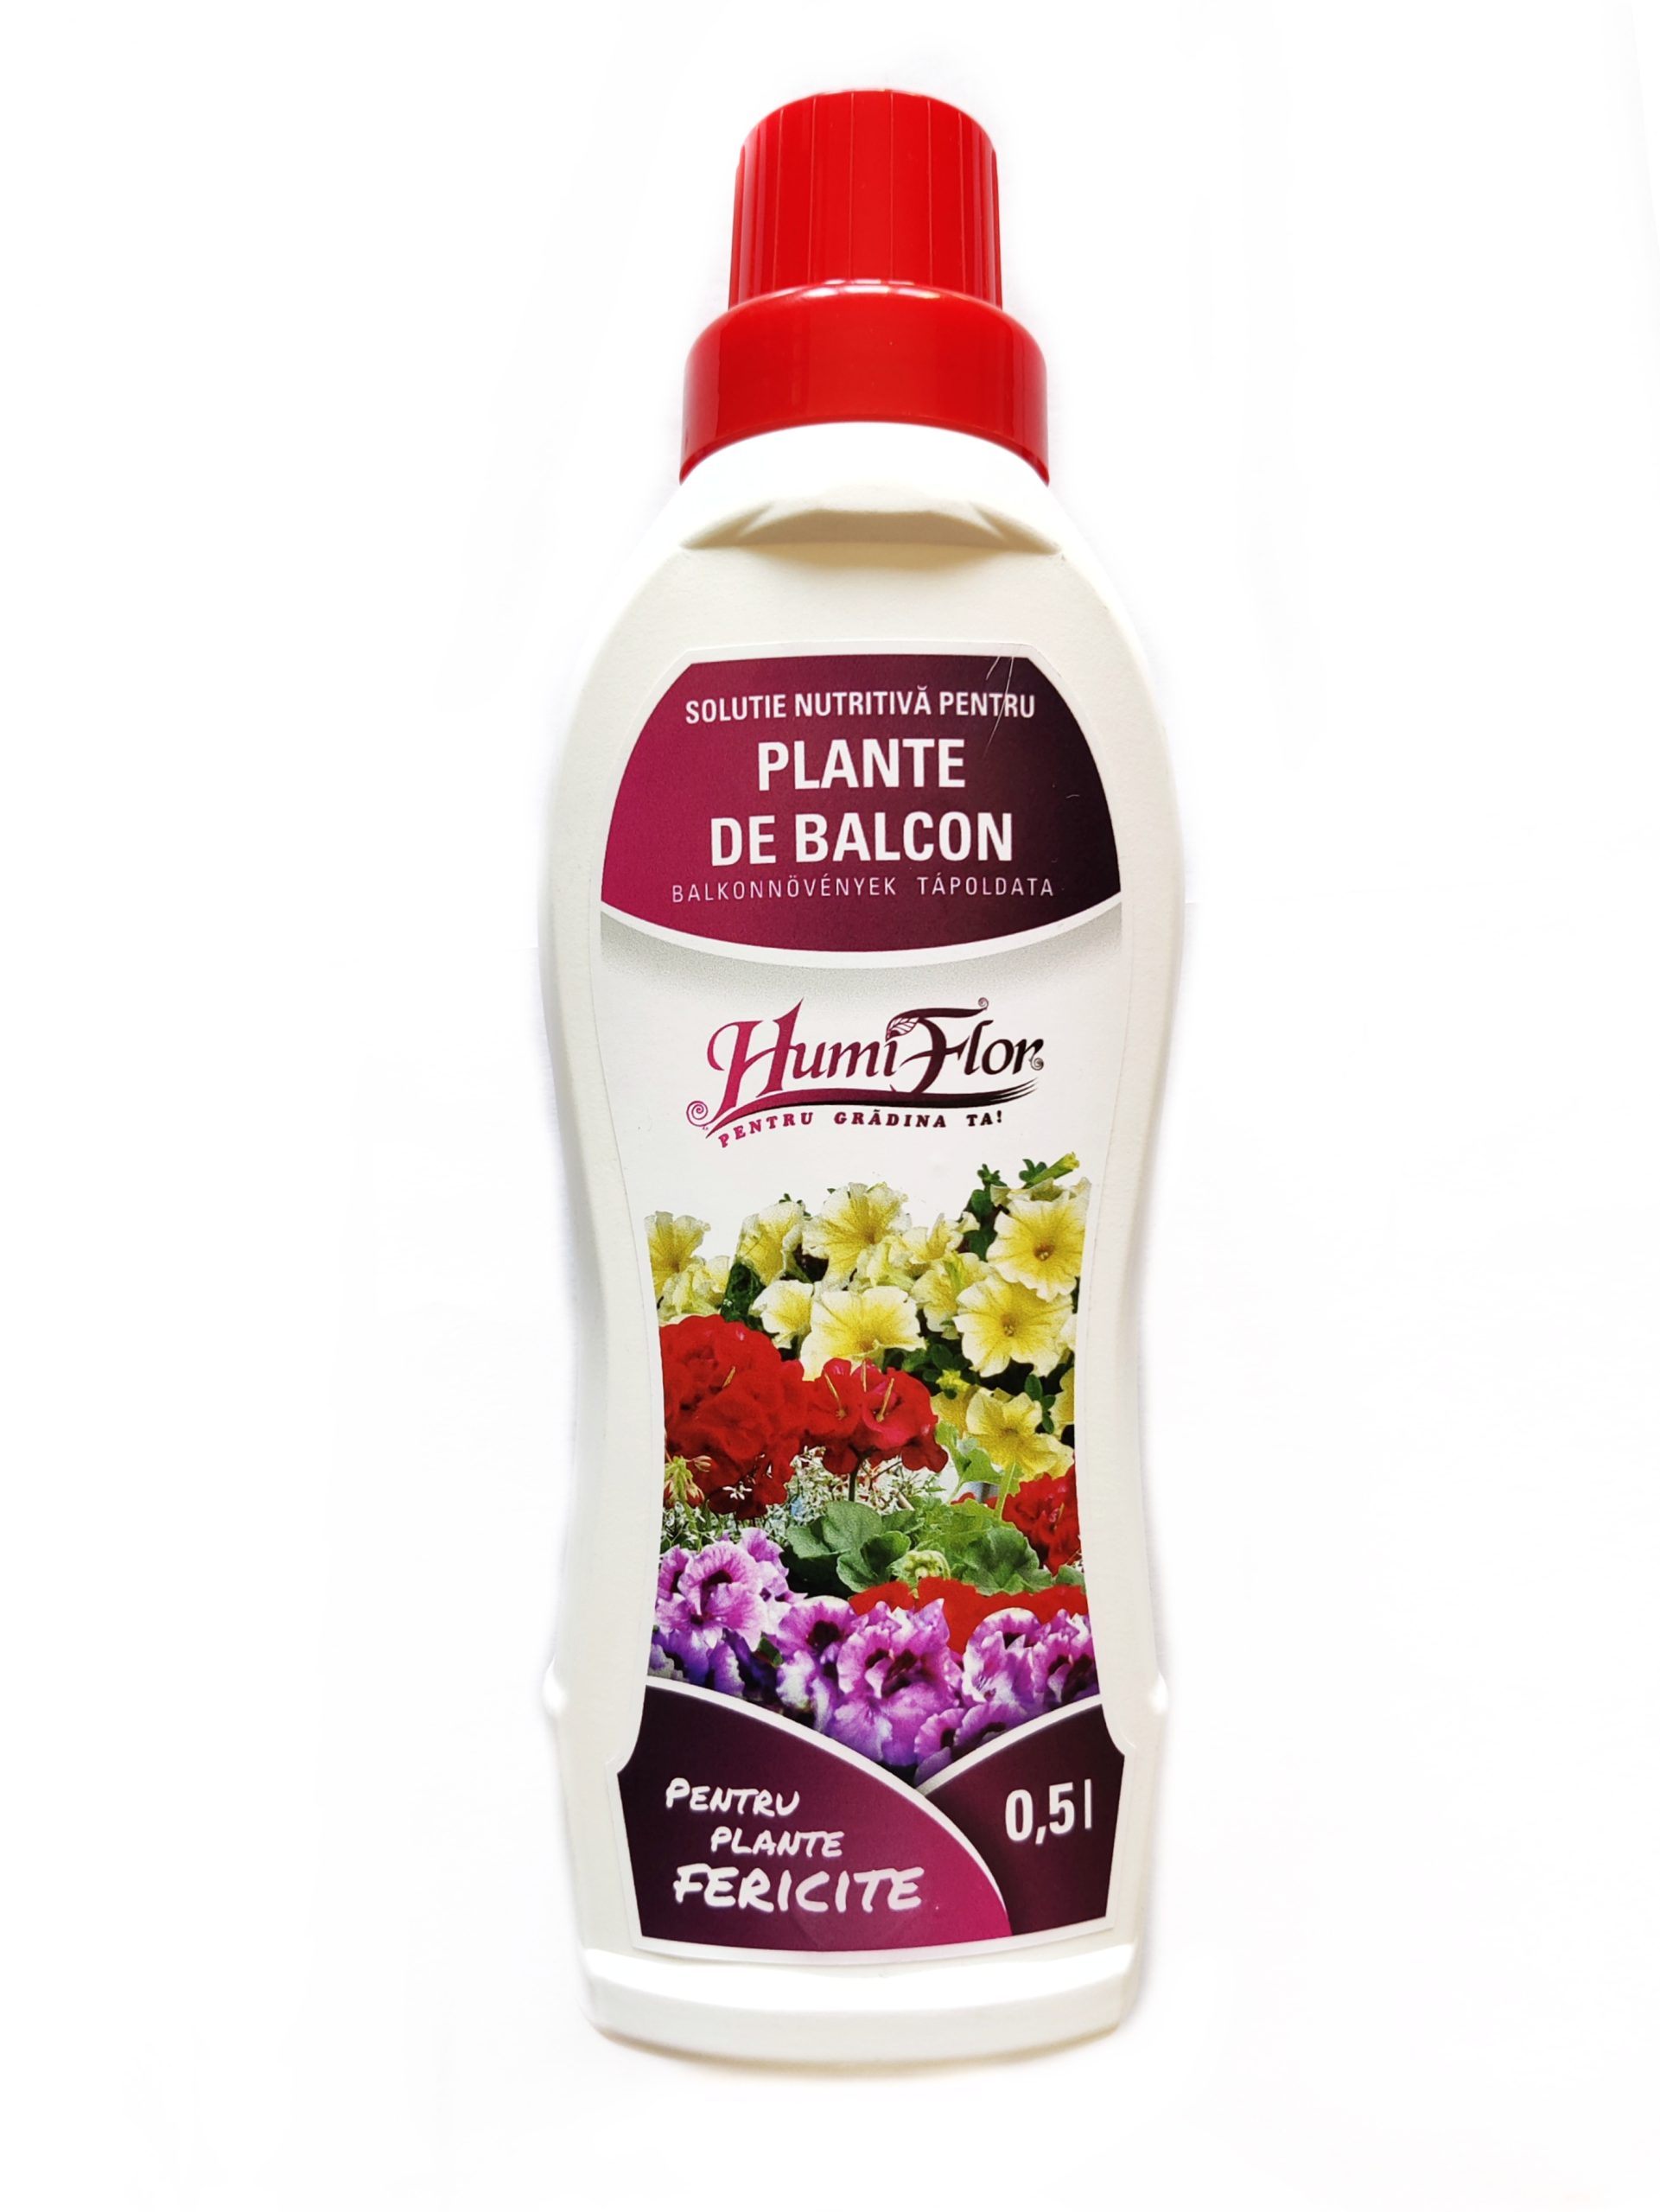 SOLUTIE NUTRITIVĂ PENTRU
PLANTE
DE BALCON
BALKONNÖVÉNYEK TÁPOLDATA
HumiFlor
PENTRU GRĂDINA TA!
PENTRU
PLANTE
FERICITE
0,5 l